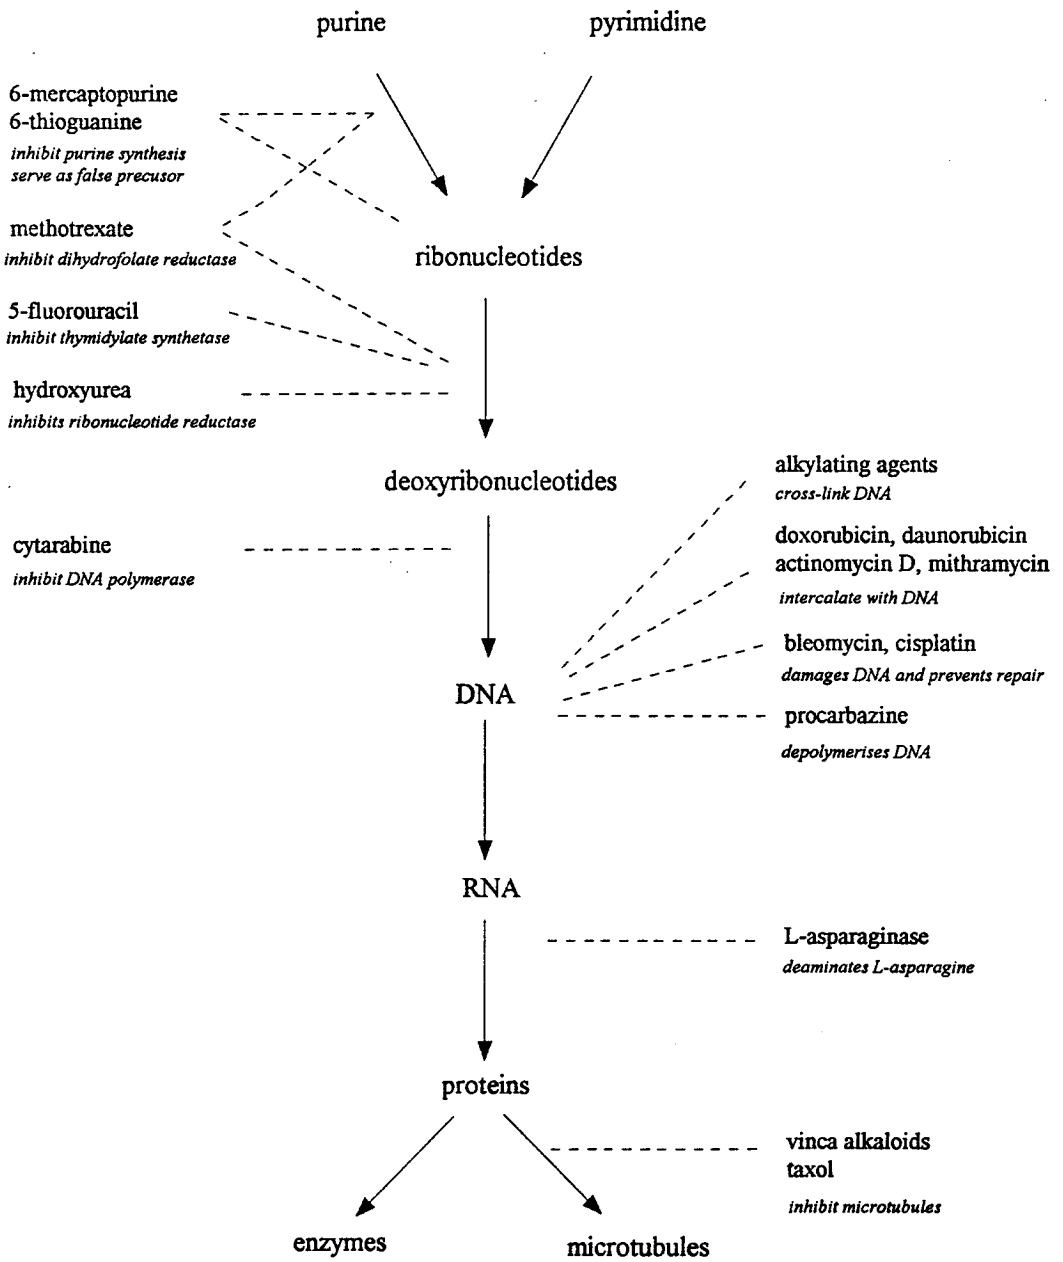 purine
pyrimidine
6-mercaptopurine
6-thioguanine
inhibit purine synthesis
serve as false precusor
methotrexate
inhibit dihydrofolate reductase
ribonucleotides
5-fluorouracil
inhibit thymidylate synthetase
hydroxyurea
inhibits ribonucleotide reductase
deoxyribonucleotides
alkylating agents
cross-link DNA
cytarabine
inhibit DNA polymerase
doxorubicin, daunorubicin
actinomycin D, mithramycin
intercalate with DNA
bleomycin, cisplatin
damages DNA and prevents repair
DNA
procarbazine
depolymerises DNA
RNA
L-asparaginase
deaminates L-asparagine
proteins
vinca alkaloids
taxol
inhibit microtubules
enzymes
microtubules